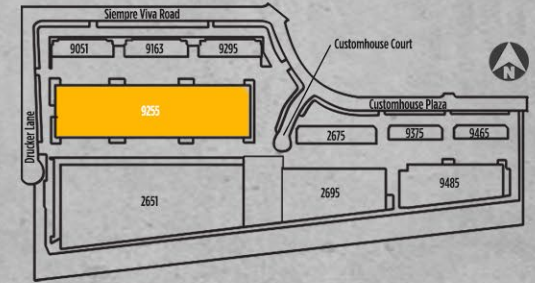 Siempre Viva Road
9051
9163
9295
Customhouse Court
N
Customhouse Plaza
9255
Drucker Lane
2675
9375
9465
2651
2695
9485